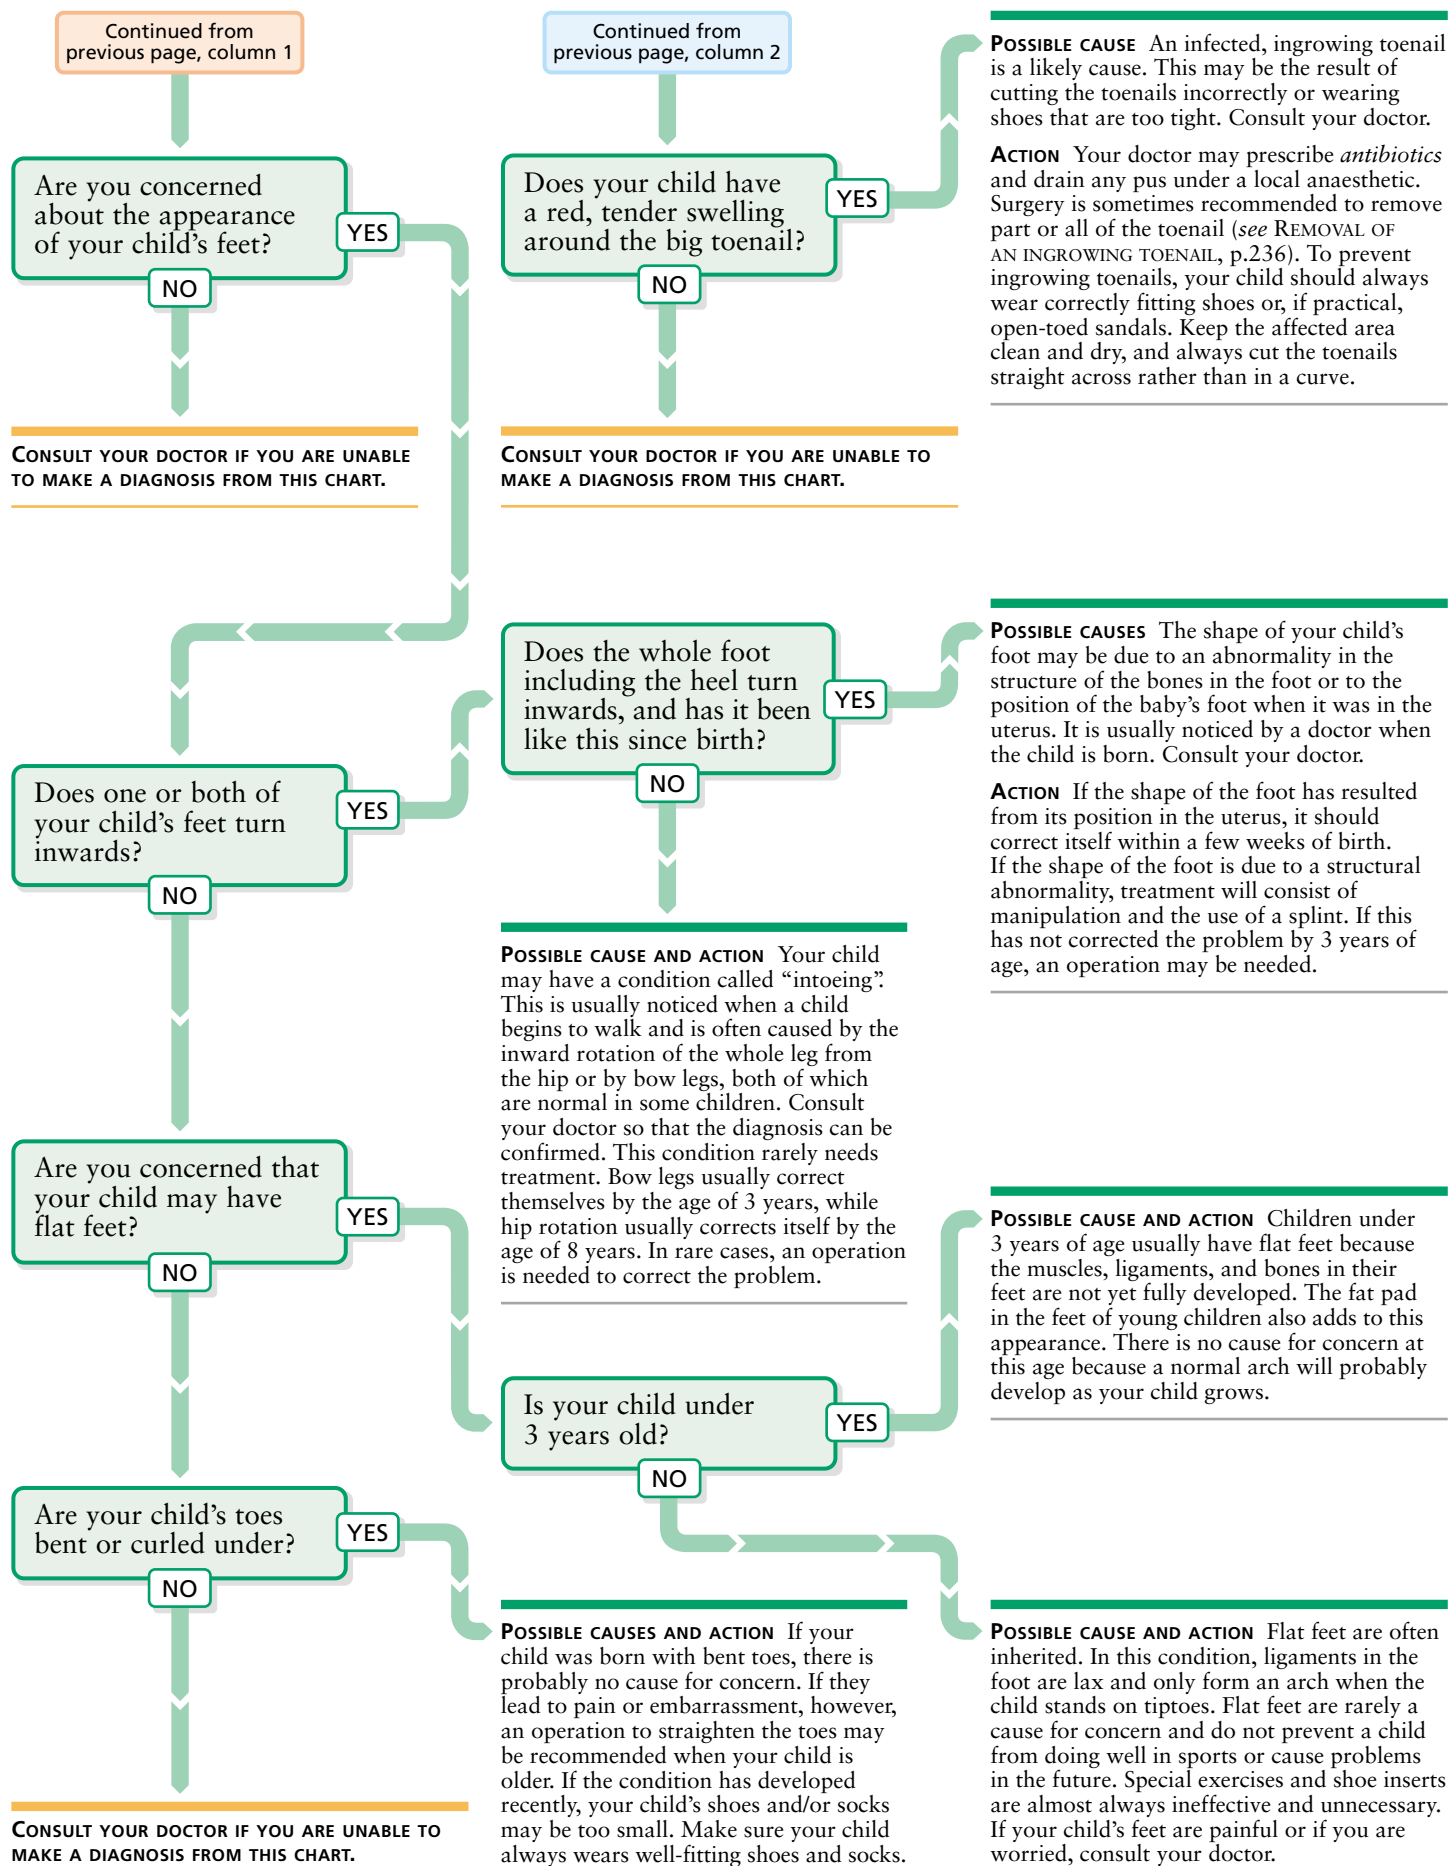 Continued from
previous page, column 1
Are you concerned
about the appearance
of your child's feet?
YES
NO
CONSULT YOUR DOCTOR IF YOU ARE UNABLE
TO MAKE A DIAGNOSIS FROM THIS CHART.
Continued from
previous page, column 2
Does your child have
a red, tender swelling
around the big toenail?
YES
NO
CONSULT YOUR DOCTOR IF YOU ARE UNABLE TO
MAKE A DIAGNOSIS FROM THIS CHART.
POSSIBLE CAUSE An infected, ingrowing toenail
is a likely cause. This may be the result of
cutting the toenails incorrectly or wearing
shoes that are too tight. Consult your doctor.
ACTION Your doctor may prescribe antibiotics
and drain any pus under a local anaesthetic.
Surgery is sometimes recommended to remove
part or all of the toenail (see REMOVAL OF
AN INGROWING TOENAIL, p.236). To prevent
ingrowing toenails, your child should always
wear correctly fitting shoes or, if practical,
open-toed sandals. Keep the affected area
clean and dry, and always cut the toenails
straight across rather than in a curve.
Does one or both of
your child's feet turn
inwards?
YES
NO
Does the whole foot
including the heel turn
inwards, and has it been
like this since birth?
YES
NO
POSSIBLE CAUSES The shape of your child's
foot may be due to an abnormality in the
structure of the bones in the foot or to the
position of the baby's foot when it was in the
uterus. It is usually noticed by a doctor when
the child is born. Consult your doctor.
ACTION If the shape of the foot has resulted
from its position in the uterus, it should
correct itself within a few weeks of birth.
If the shape of the foot is due to a structural
abnormality, treatment will consist of
manipulation and the use of a splint. If this
has not corrected the problem by 3 years of
age, an operation may be needed.
POSSIBLE CAUSE AND ACTION Your child
may have a condition called “intoeing”.
This is usually noticed when a child
begins to walk and is often caused by the
inward rotation of the whole leg from
the hip or by bow legs, both of which
are normal in some children. Consult
your doctor so that the diagnosis can be
confirmed. This condition rarely needs
treatment. Bow legs usually correct
themselves by the age of 3 years, while
hip rotation usually corrects itself by the
age of 8 years. In rare cases, an operation
is needed to correct the problem.
Are you concerned that
your child may have
flat feet?
YES
NO
Is your child under
3 years old?
YES
NO
POSSIBLE CAUSE AND ACTION Children under
3 years of age usually have flat feet because
the muscles, ligaments, and bones in their
feet are not yet fully developed. The fat pad
in the feet of young children also adds to this
appearance. There is no cause for concern at
this age because a normal arch will probably
develop as your child grows.
Are your child's toes
bent or curled under?
YES
NO
CONSULT YOUR DOCTOR IF YOU ARE UNABLE TO
MAKE A DIAGNOSIS FROM THIS CHART.
POSSIBLE CAUSES AND ACTION If your
child was born with bent toes, there is
probably no cause for concern. If they
lead to pain or embarrassment, however,
an operation to straighten the toes may
be recommended when your child is
older. If the condition has developed
recently, your child's shoes and/or socks
may be too small. Make sure your child
always wears well-fitting shoes and socks.
POSSIBLE CAUSE AND ACTION Flat feet are often
inherited. In this condition, ligaments in the
foot are lax and only form an arch when the
child stands on tiptoes. Flat feet are rarely a
cause for concern and do not prevent a child
from doing well in sports or cause problems
in the future. Special exercises and shoe inserts
are almost always ineffective and unnecessary.
If your child's feet are painful or if you are
worried, consult your doctor.